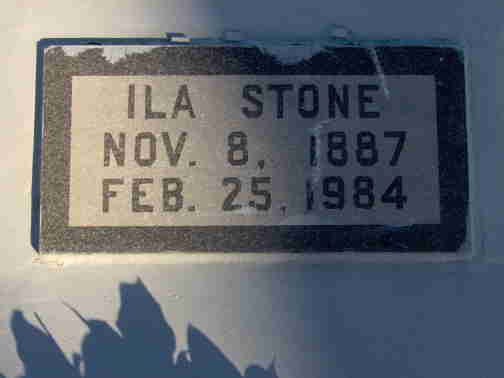 ILA STONE
NOV. 8, 1887
FEB. 25, 1984